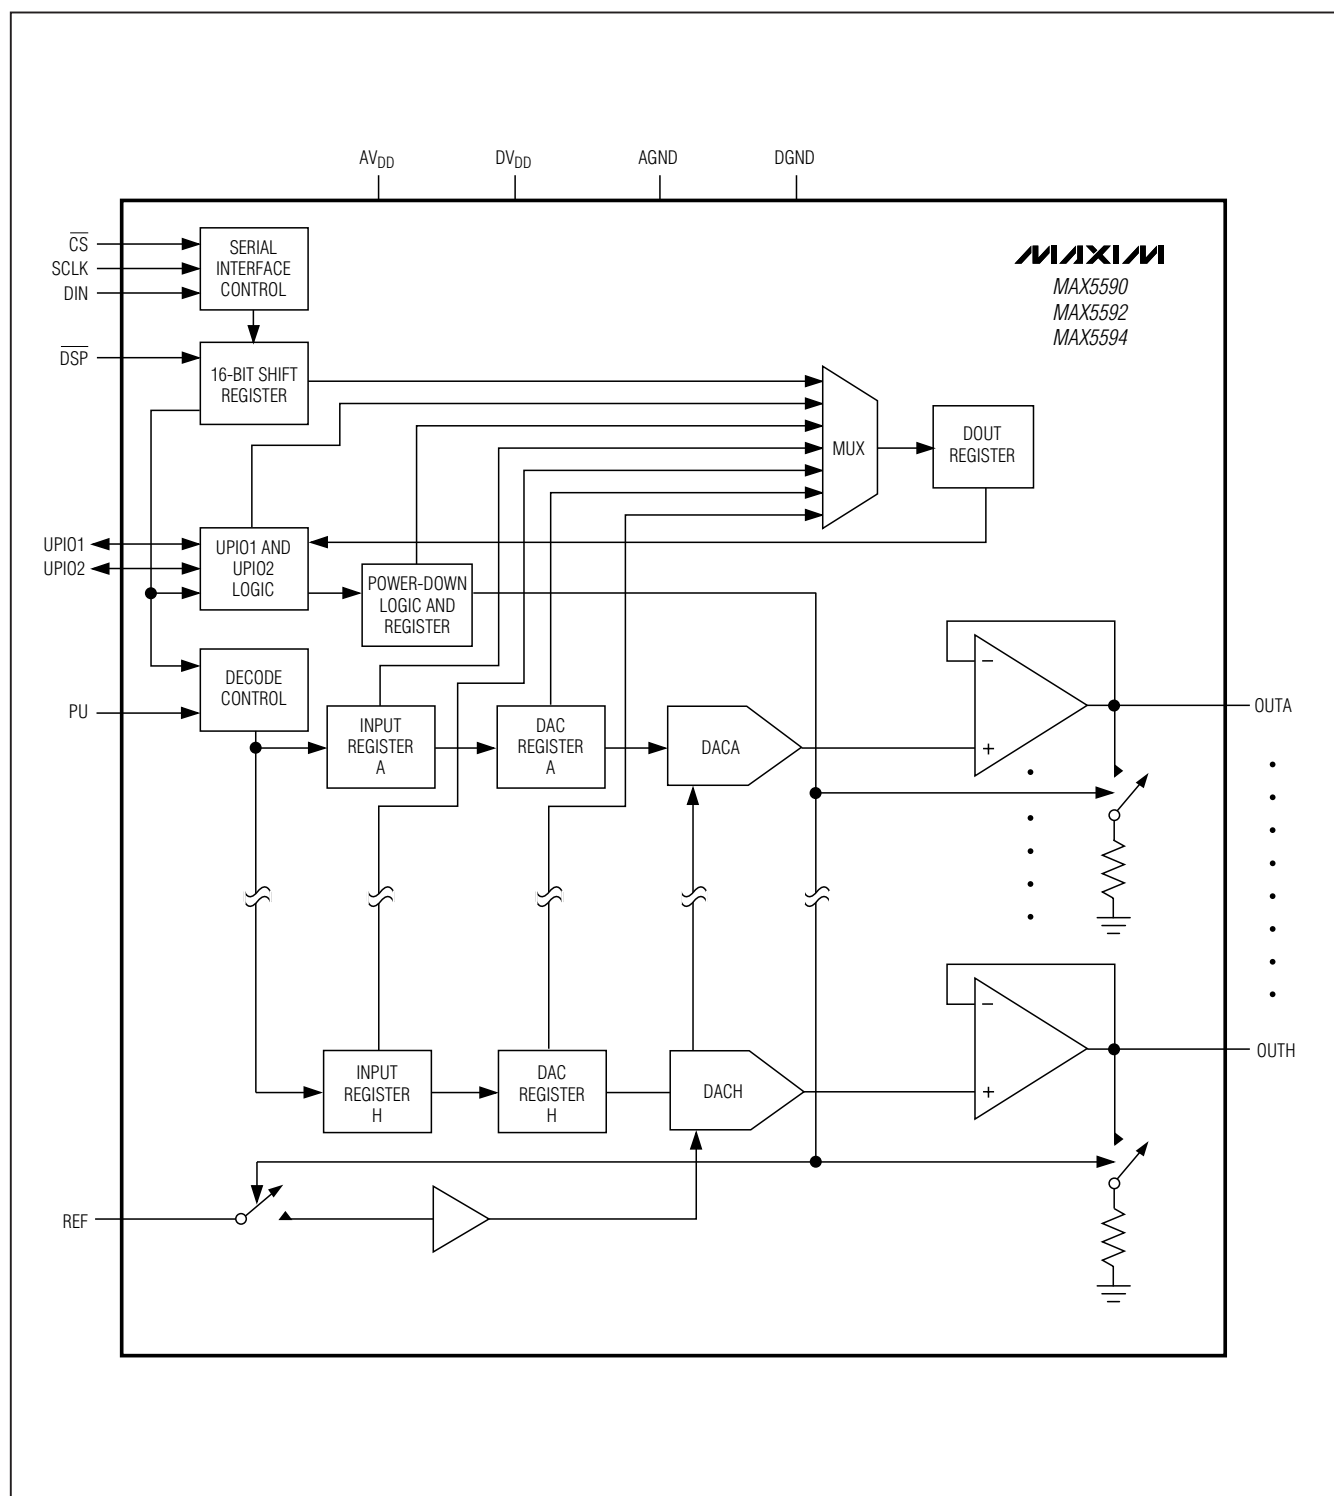 AVDD DVDD AGND DGND
CS
SCLK
DIN
SERIAL
INTERFACE
CONTROL
MAXIM
MAX5590
MAX5592
MAX5594
DSP
16-BIT SHIFT
REGISTER
MUX
DOUT
REGISTER
UPIO1
UPIO2
UPIO1 AND
UPIO2
LOGIC
POWER-DOWN
LOGIC AND
REGISTER
DECODE
CONTROL
PU
INPUT
REGISTER
A
DAC
REGISTER
A
DACA
−
+
OUTA
INPUT
REGISTER
H
DAC
REGISTER
H
DACH
−
+
OUTH
REF